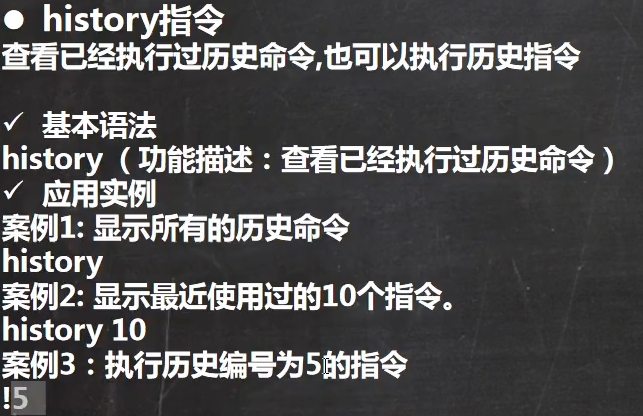 ● history指令
查看已经执行过历史命令,也可以执行历史指令
✓ 基本语法
history （功能描述：查看已经执行过历史命令）
✓ 应用实例
案例1: 显示所有的历史命令
history
案例2: 显示最近使用过的10个指令。
history 10
案例3：执行历史编号为5的指令
!5